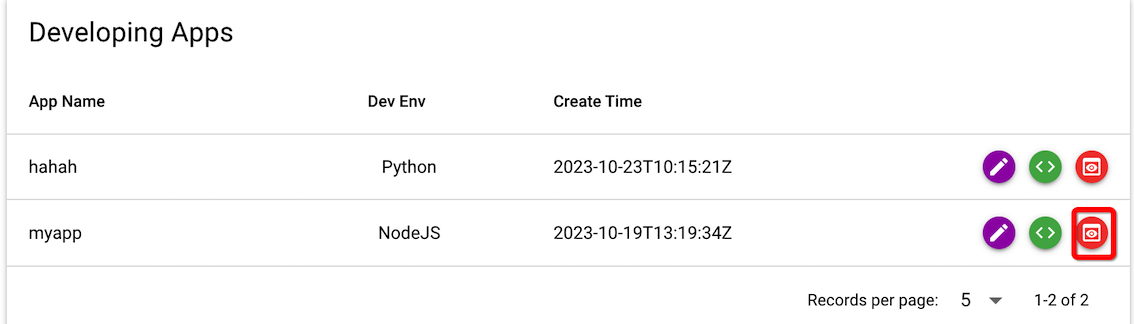 Developing Apps
App Name Dev Env Create Time
hahah Python 2023-10-23T10:15:21Z
myapp NodeJS 2023-10-19T13:19:34Z
Records per page: 5 1-2 of 2